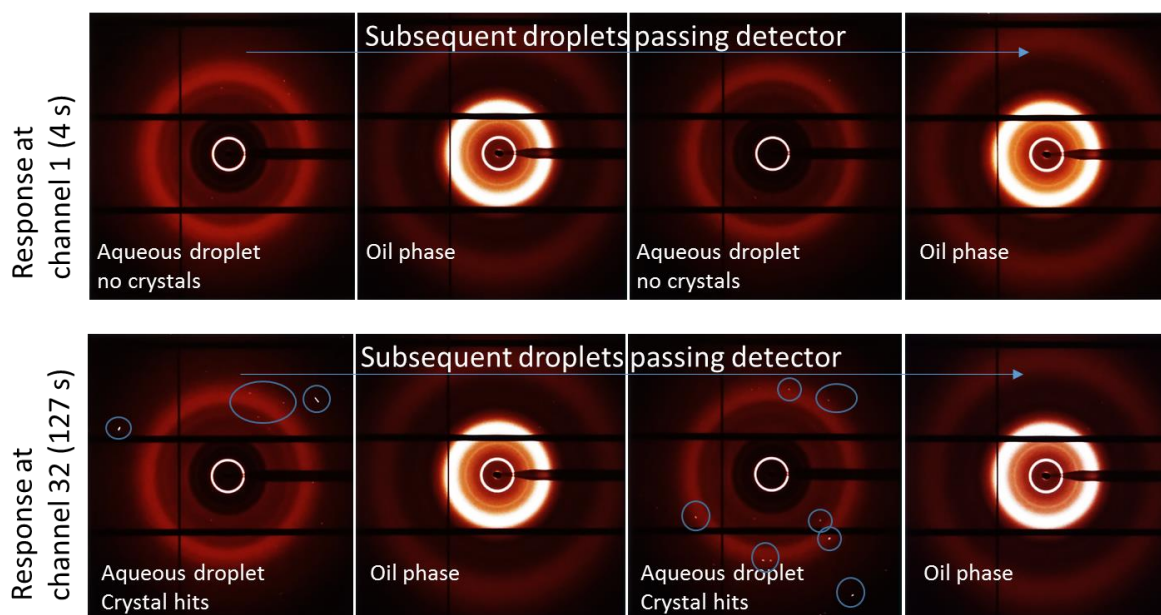 Subsequent droplets passing detector
Response at
channel 1 (4 s)
Aqueous droplet
no crystals
Oil phase
Aqueous droplet
no crystals
Oil phase
Subsequent droplets passing detector
Response at
channel 32 (127 s)
Aqueous droplet
Crystal hits
Oil phase
Aqueous droplet
Crystal hits
Oil phase